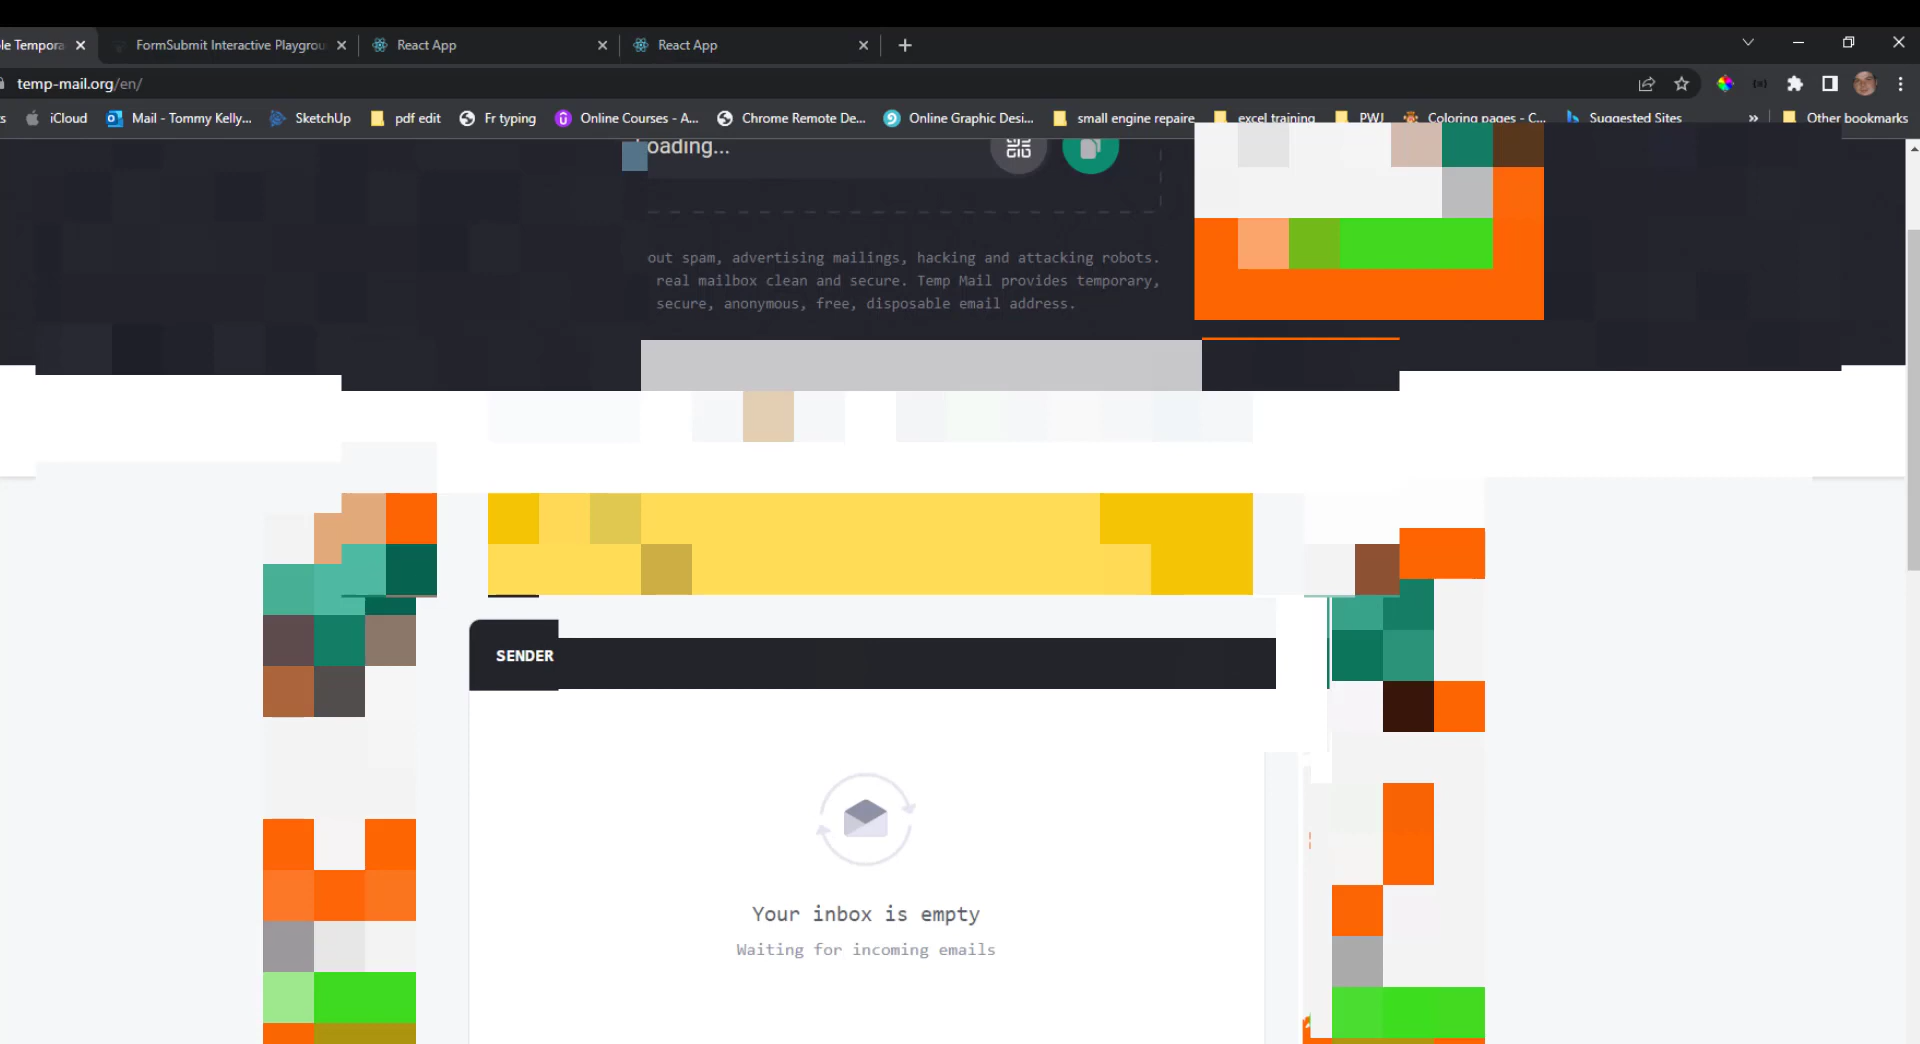 le Tempora
FormSubmit Interactive Playgrou
React App
React App
temp-mail.org/en/
s
iCloud
Mail - Tommy Kelly...
SketchUp
pdf edit
Fr typing
Online Courses - A...
Chrome Remote De...
Online Graphic Desi...
small engine repaire
excel training
PWJ
Coloring pages - C...
Suggested Sites
»
Other bookmarks
Loading...
out spam, advertising mailings, hacking and attacking robots.
real mailbox clean and secure. Temp Mail provides temporary,
secure, anonymous, free, disposable email address.
SENDER
Your inbox is empty
Waiting for incoming emails